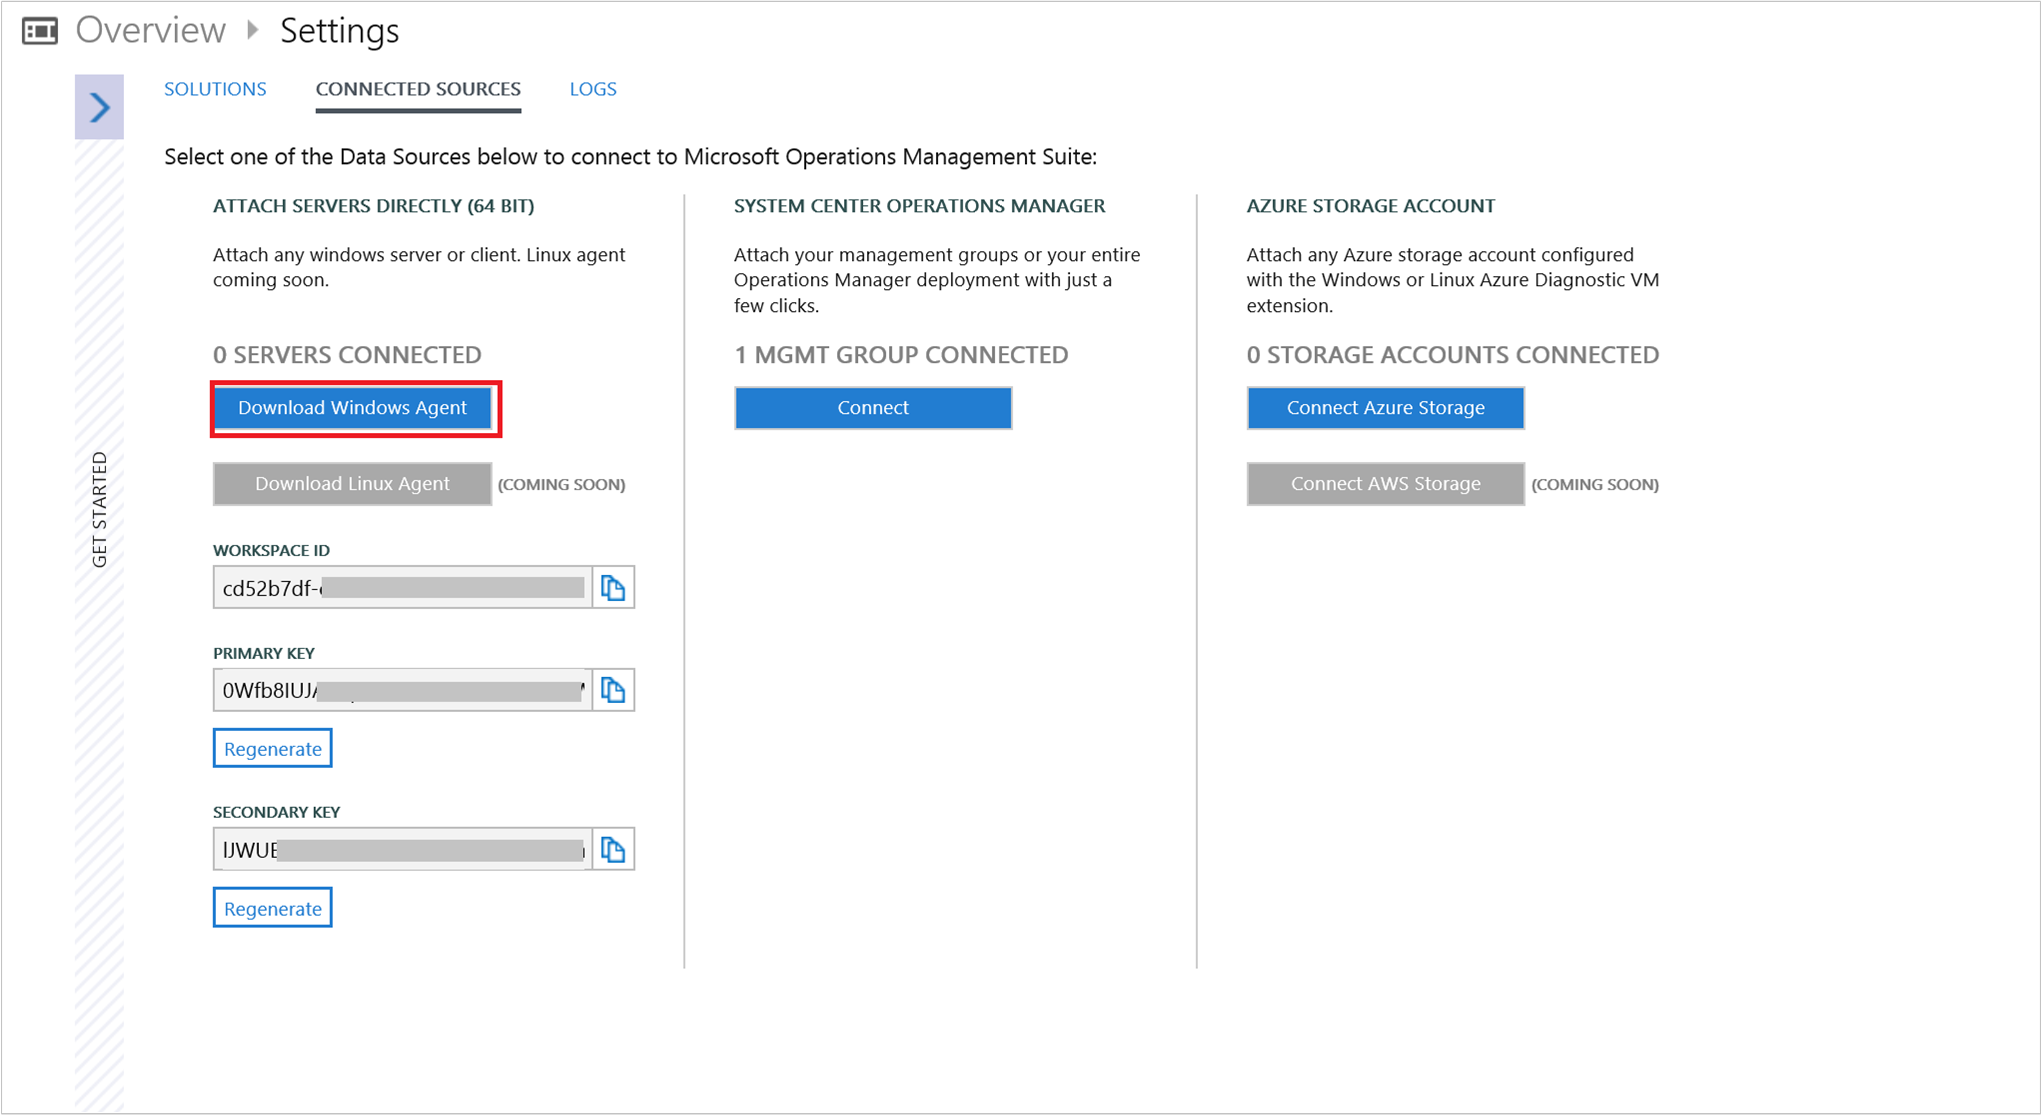 Overview Settings
SOLUTIONS CONNECTED SOURCES LOGS
Select one of the Data Sources below to connect to Microsoft Operations Management Suite:
GET STARTED
ATTACH SERVERS DIRECTLY (64 BIT)
Attach any windows server or client. Linux agent
coming soon.
0 SERVERS CONNECTED
Download Windows Agent
Download Linux Agent (COMING SOON)
WORKSPACE ID
cd52b7df-
PRIMARY KEY
0Wfb8IUJ
Regenerate
SECONDARY KEY
lJWUE
Regenerate
SYSTEM CENTER OPERATIONS MANAGER
Attach your management groups or your entire
Operations Manager deployment with just a
few clicks.
1 MGMT GROUP CONNECTED
Connect
AZURE STORAGE ACCOUNT
Attach any Azure storage account configured
with the Windows or Linux Azure Diagnostic VM
extension.
0 STORAGE ACCOUNTS CONNECTED
Connect Azure Storage
Connect AWS Storage (COMING SOON)